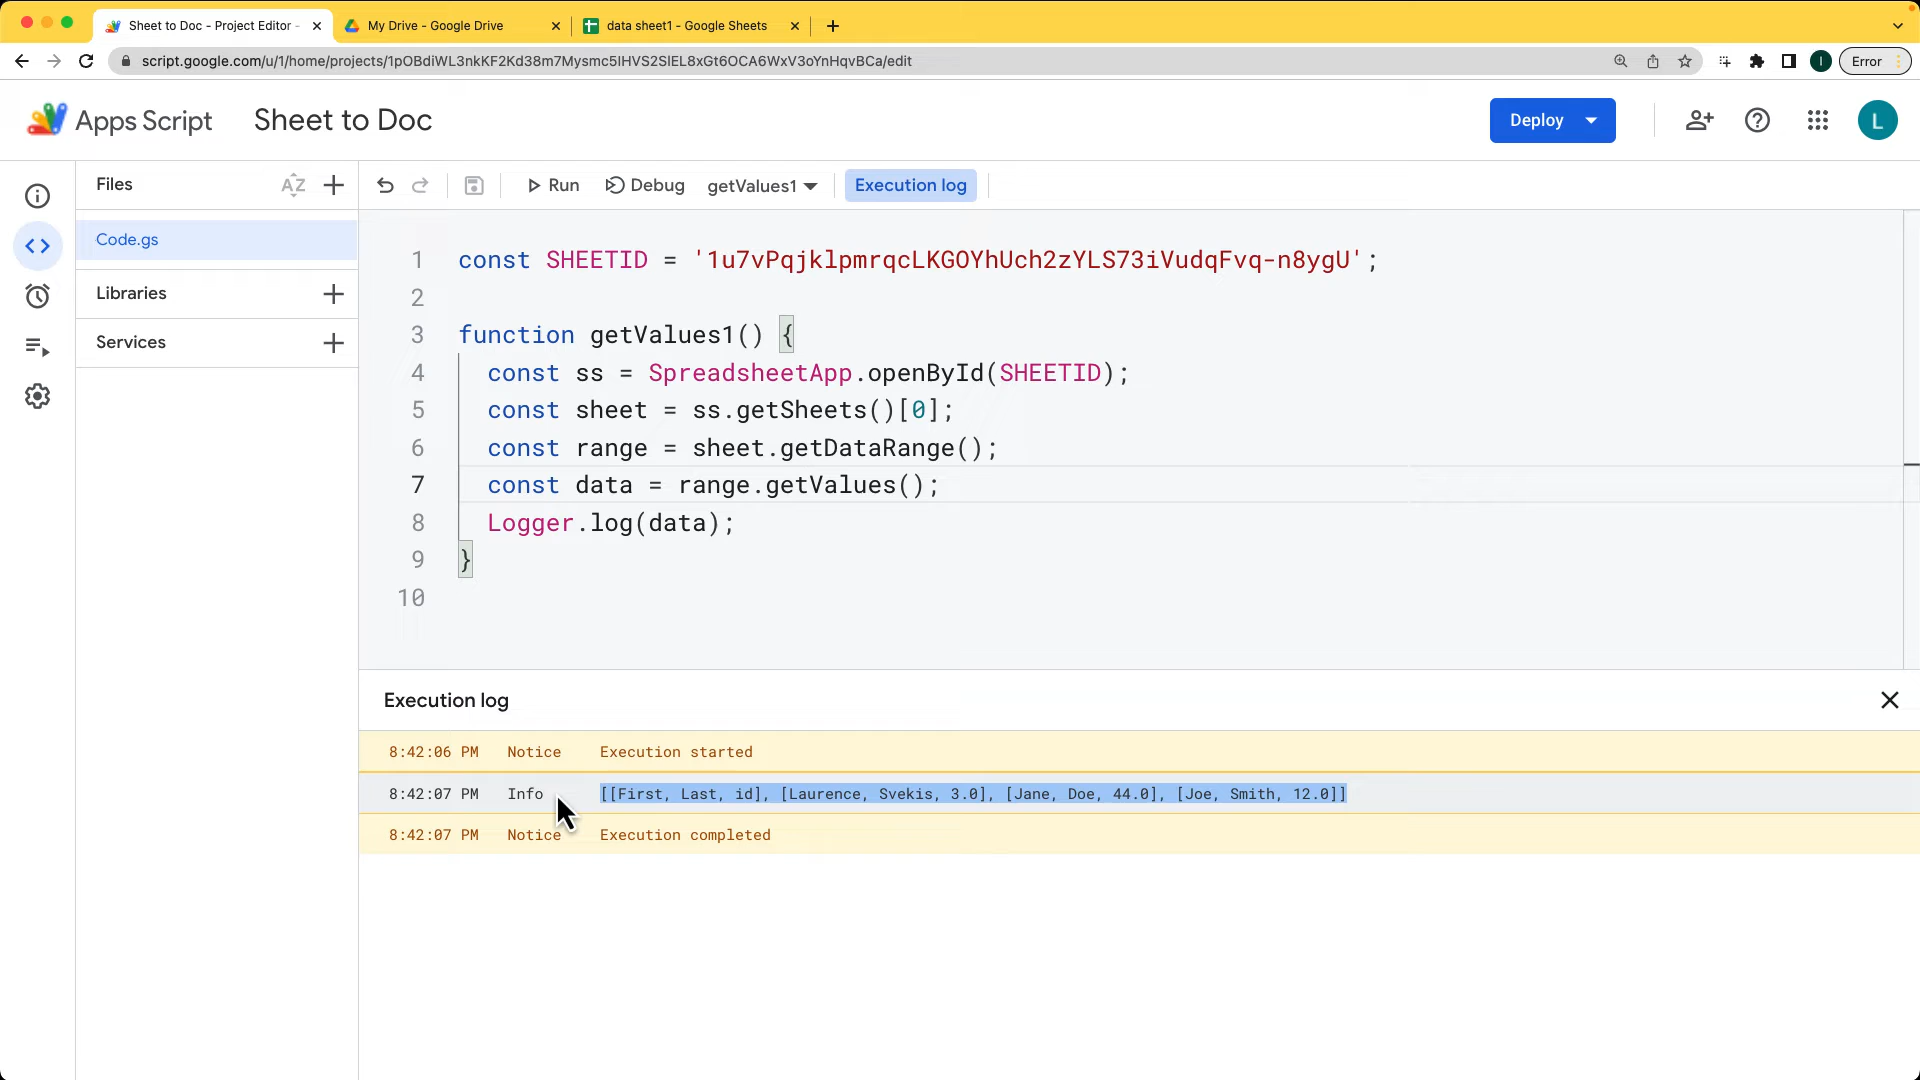 Sheet to Doc - Project Editor -
My Drive - Google Drive
data sheet1 - Google Sheets
script.google.com/u/1/home/projects/1pOBdiWL3nkKF2Kd38m7Mysmc5IHVS2SlEL8xGt6OCA6WxV3oYnHqvBCa/edit
I
Error
Apps Script
Sheet to Doc
Deploy
L
Files
AZ
Run
Debug
getValues1
Execution log
Code.gs
Libraries
Services
1 const SHEETID = '1u7vPqjklpmrqcLKGOYhUch2zYLS73iVudqFvq-n8ygU';
2
3 function getValues1() {
4 const ss = SpreadsheetApp.openById(SHEETID);
5 const sheet = ss.getSheets()[0];
6 const range = sheet.getDataRange();
7 const data = range.getValues();
8 Logger.log(data);
9 }
10
Execution log
8:42:06 PM Notice Execution started
8:42:07 PM Info [[First, Last, id], [Laurence, Svekis, 3.0], [Jane, Doe, 44.0], [Joe, Smith, 12.0]]
8:42:07 PM Notice Execution completed